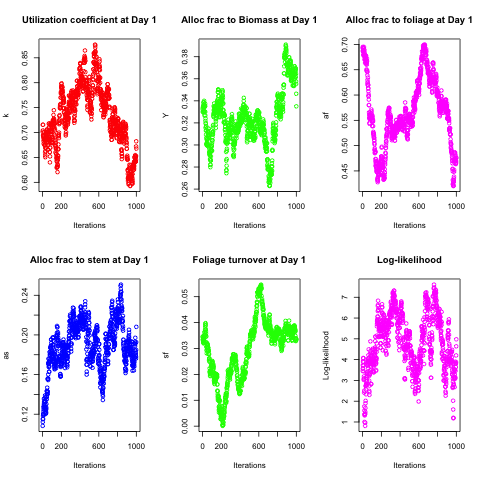 Utilization coefficient at Day 1
Alloc frac to Biomass at Day 1
Alloc frac to foliage at Day 1
k
0.60 0.65 0.70 0.75 0.80 0.85
0 200 600 1000
Iterations
Y
0.26 0.28 0.30 0.32 0.34 0.36 0.38
0 200 600 1000
Iterations
af
0.45 0.50 0.55 0.60 0.65 0.70
0 200 600 1000
Iterations
Alloc frac to stem at Day 1
Foliage turnover at Day 1
Log-likelihood
as
0.12 0.16 0.20 0.24
0 200 600 1000
Iterations
sf
0.00 0.01 0.02 0.03 0.04 0.05
0 200 600 1000
Iterations
Log-likelihood
1 2 3 4 5 6 7
0 200 600 1000
Iterations